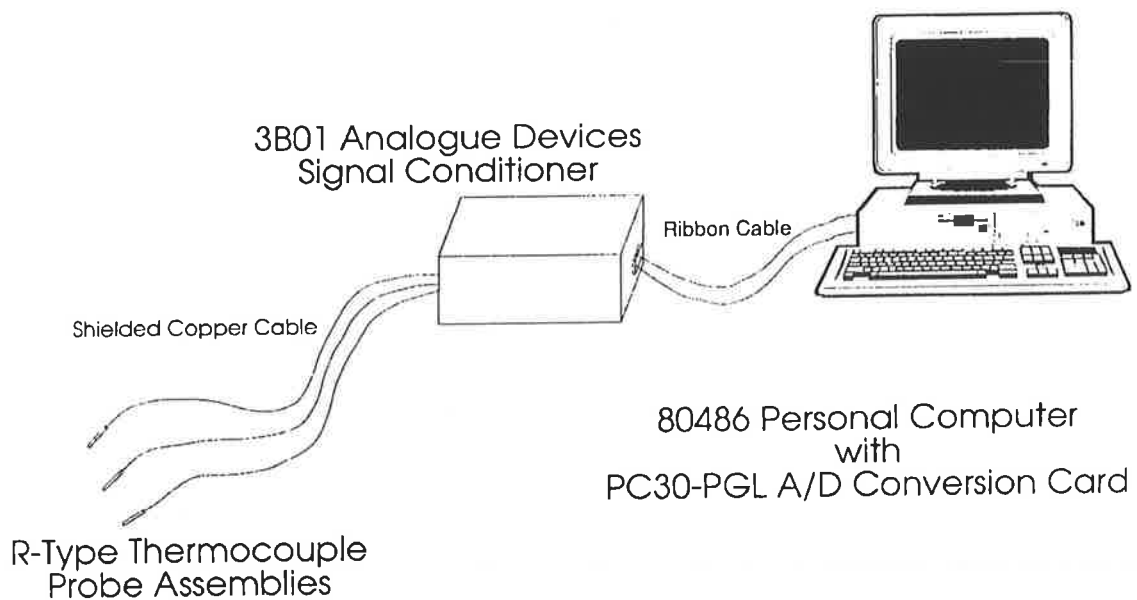 3B01 Analogue Devices
Signal Conditioner
Ribbon Cable
Shielded Copper Cable
80486 Personal Computer
with
PC30-PGL A/D Conversion Card
R-Type Thermocouple
Probe Assemblies